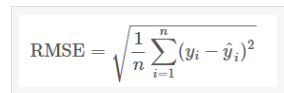 RMSE = √(1/n ∑_{i=1}^{n} (y_i − ŷ_i)²)